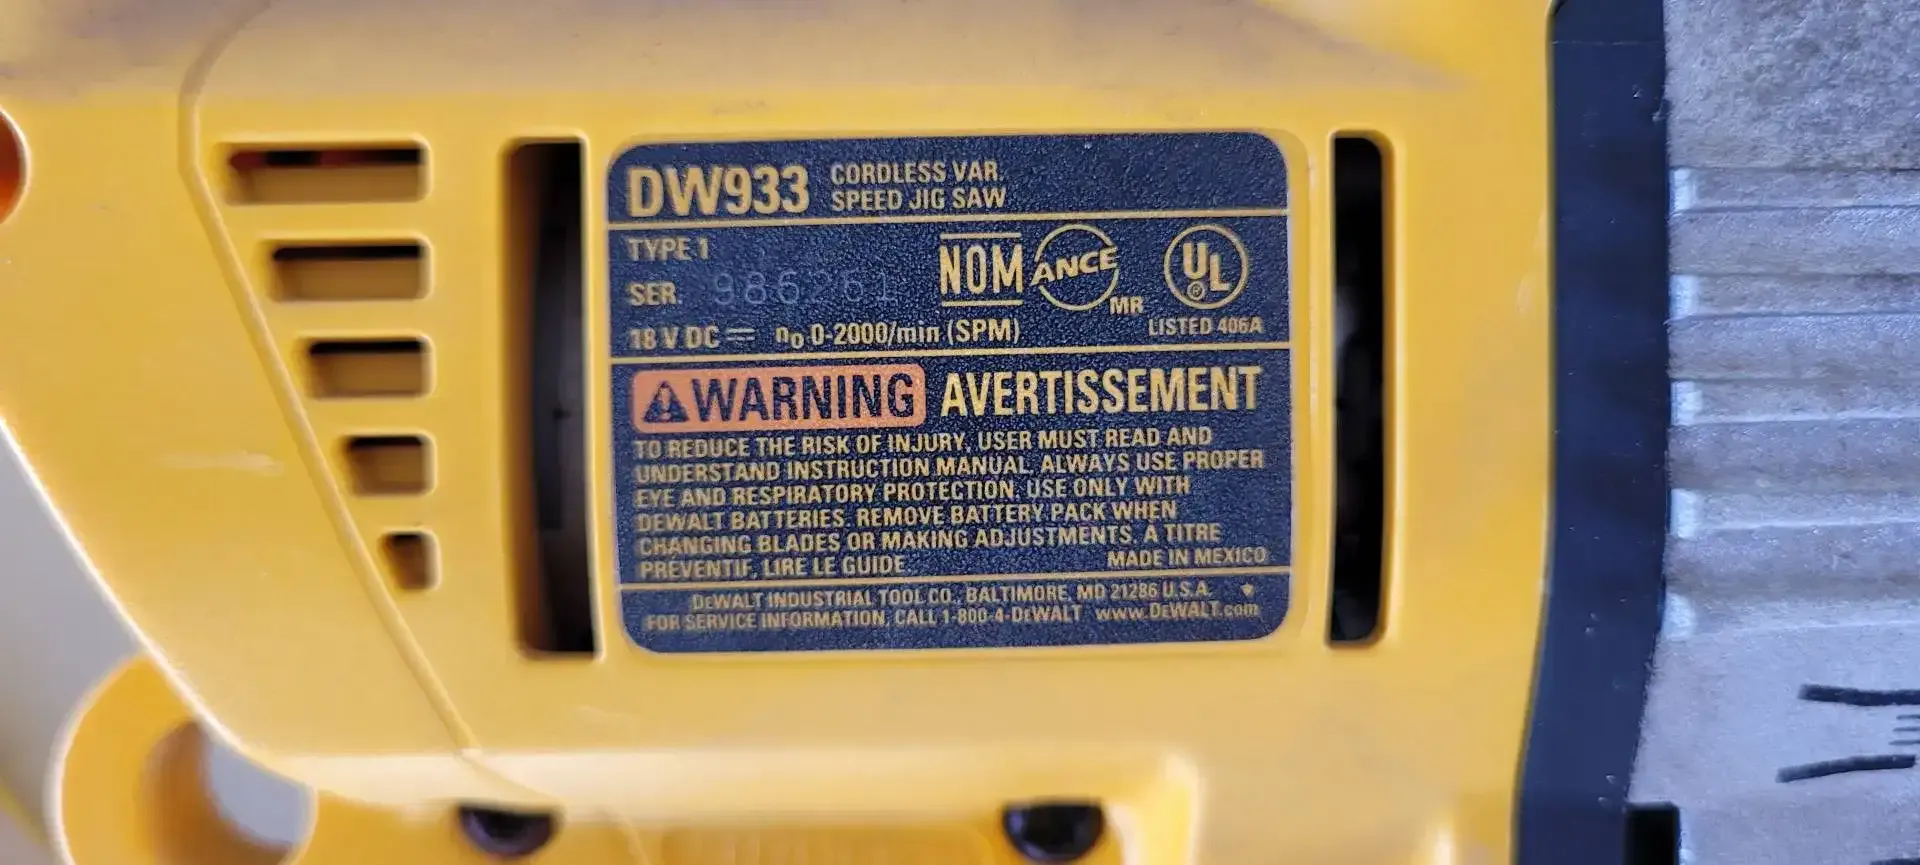 DW933 CORDLESS VAR.
SPEED JIG SAW
TYPE 1
SER. 986261
NOM ANCE MR UL ®
18 V DC ⎓ n₀ 0-2000/min (SPM) LISTED 406A
⚠WARNING AVERTISSEMENT
TO REDUCE THE RISK OF INJURY, USER MUST READ AND
UNDERSTAND INSTRUCTION MANUAL. ALWAYS USE PROPER
EYE AND RESPIRATORY PROTECTION. USE ONLY WITH
DEWALT BATTERIES. REMOVE BATTERY PACK WHEN
CHANGING BLADES OR MAKING ADJUSTMENTS. A TITRE
PRÉVENTIF, LIRE LE GUIDE. MADE IN MEXICO
DEWALT INDUSTRIAL TOOL CO., BALTIMORE, MD 21286 U.S.A.
FOR SERVICE INFORMATION, CALL 1-800-4-DEWALT www.DEWALT.com